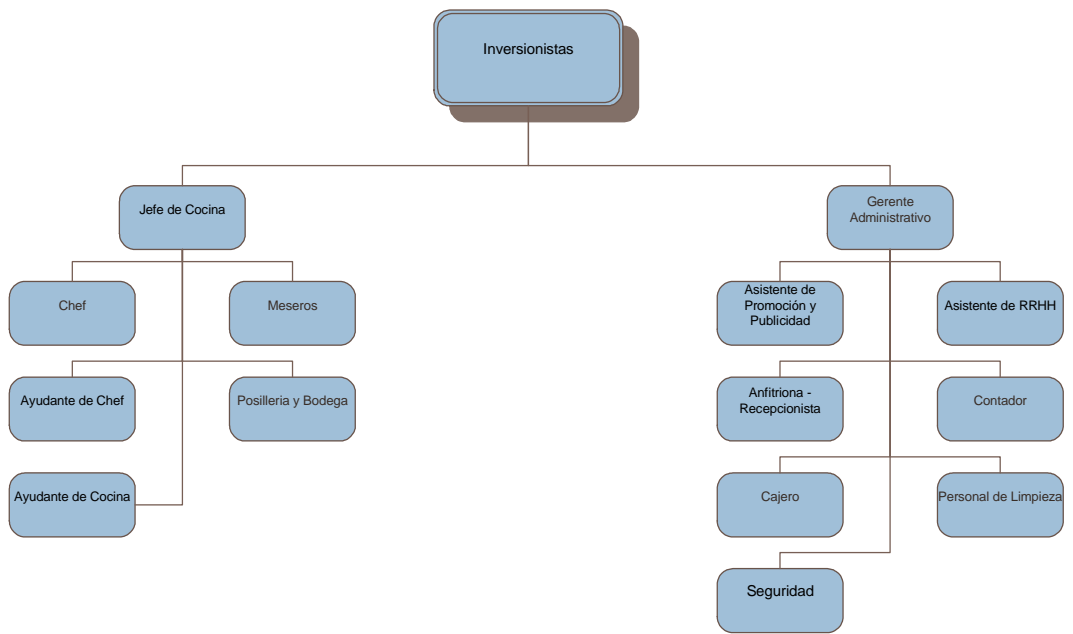 Inversionistas
Jefe de Cocina
Gerente
Administrativo
Chef
Meseros
Asistente de
Promoción y
Publicidad
Asistente de RRHH
Ayudante de Chef
Posilleria y Bodega
Anfitriona -
Recepcionista
Contador
Ayudante de Cocina
Cajero
Personal de Limpieza
Seguridad